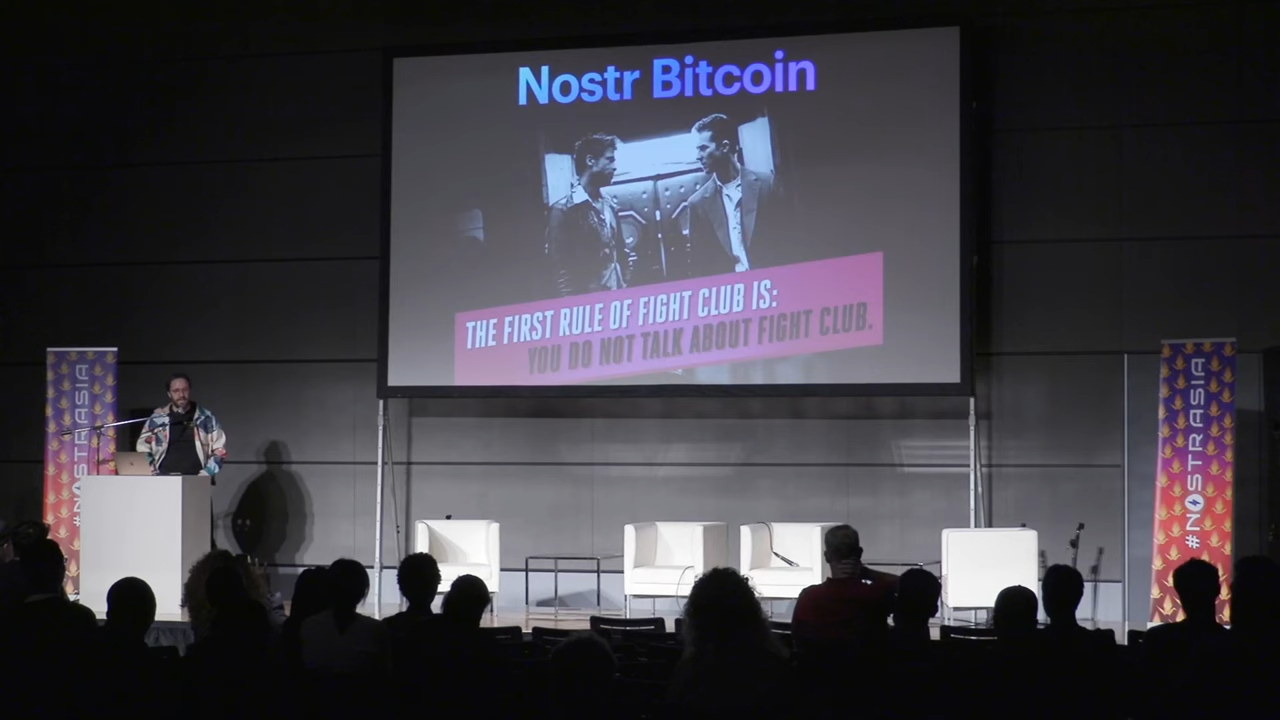 Nostr Bitcoin
THE FIRST RULE OF FIGHT CLUB IS:
YOU DO NOT TALK ABOUT FIGHT CLUB.
#NOSTRASIA
#NOSTRASIA